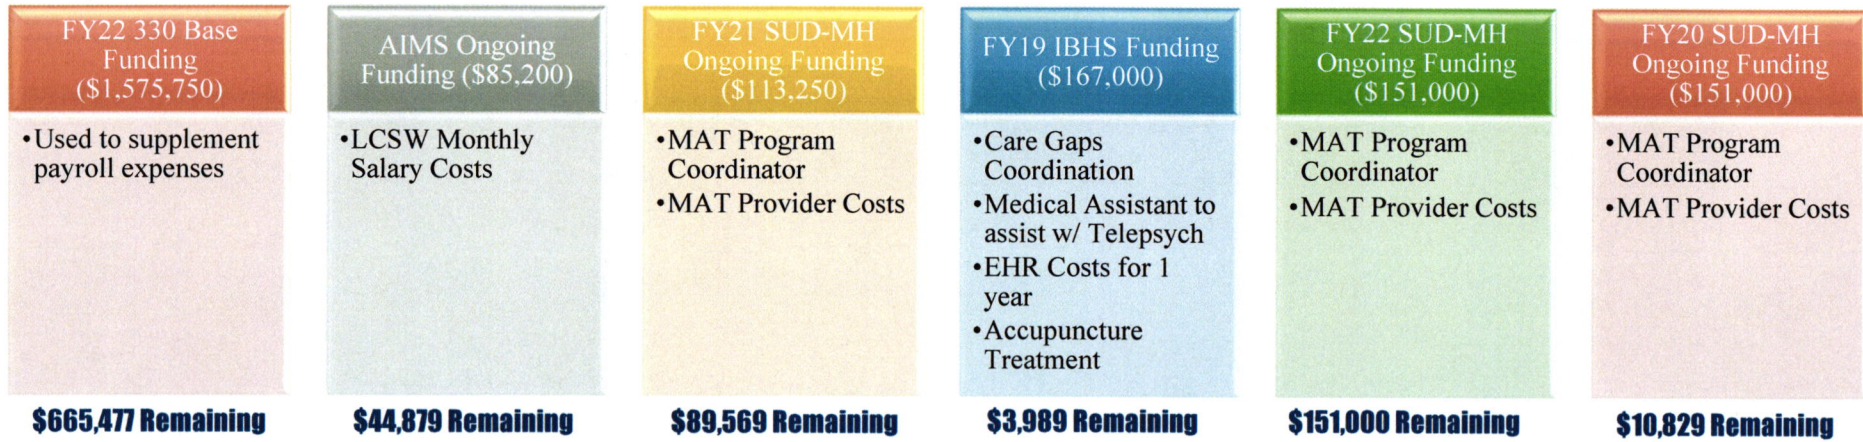 FY22 330 Base
Funding
($1,575,750)
•Used to supplement
payroll expenses
$665,477 Remaining
AIMS Ongoing
Funding ($85,200)
•LCSW Monthly
Salary Costs
$44,879 Remaining
FY21 SUD-MH
Ongoing Funding
($113,250)
•MAT Program
Coordinator
•MAT Provider Costs
$89,569 Remaining
FY19 IBHS Funding
($167,000)
•Care Gaps
Coordination
•Medical Assistant to
assist w/ Telepsych
•EHR Costs for 1
year
•Accupuncture
Treatment
$3,989 Remaining
FY22 SUD-MH
Ongoing Funding
($151,000)
•MAT Program
Coordinator
•MAT Provider Costs
$151,000 Remaining
FY20 SUD-MH
Ongoing Funding
($151,000)
•MAT Program
Coordinator
•MAT Provider Costs
$10,829 Remaining